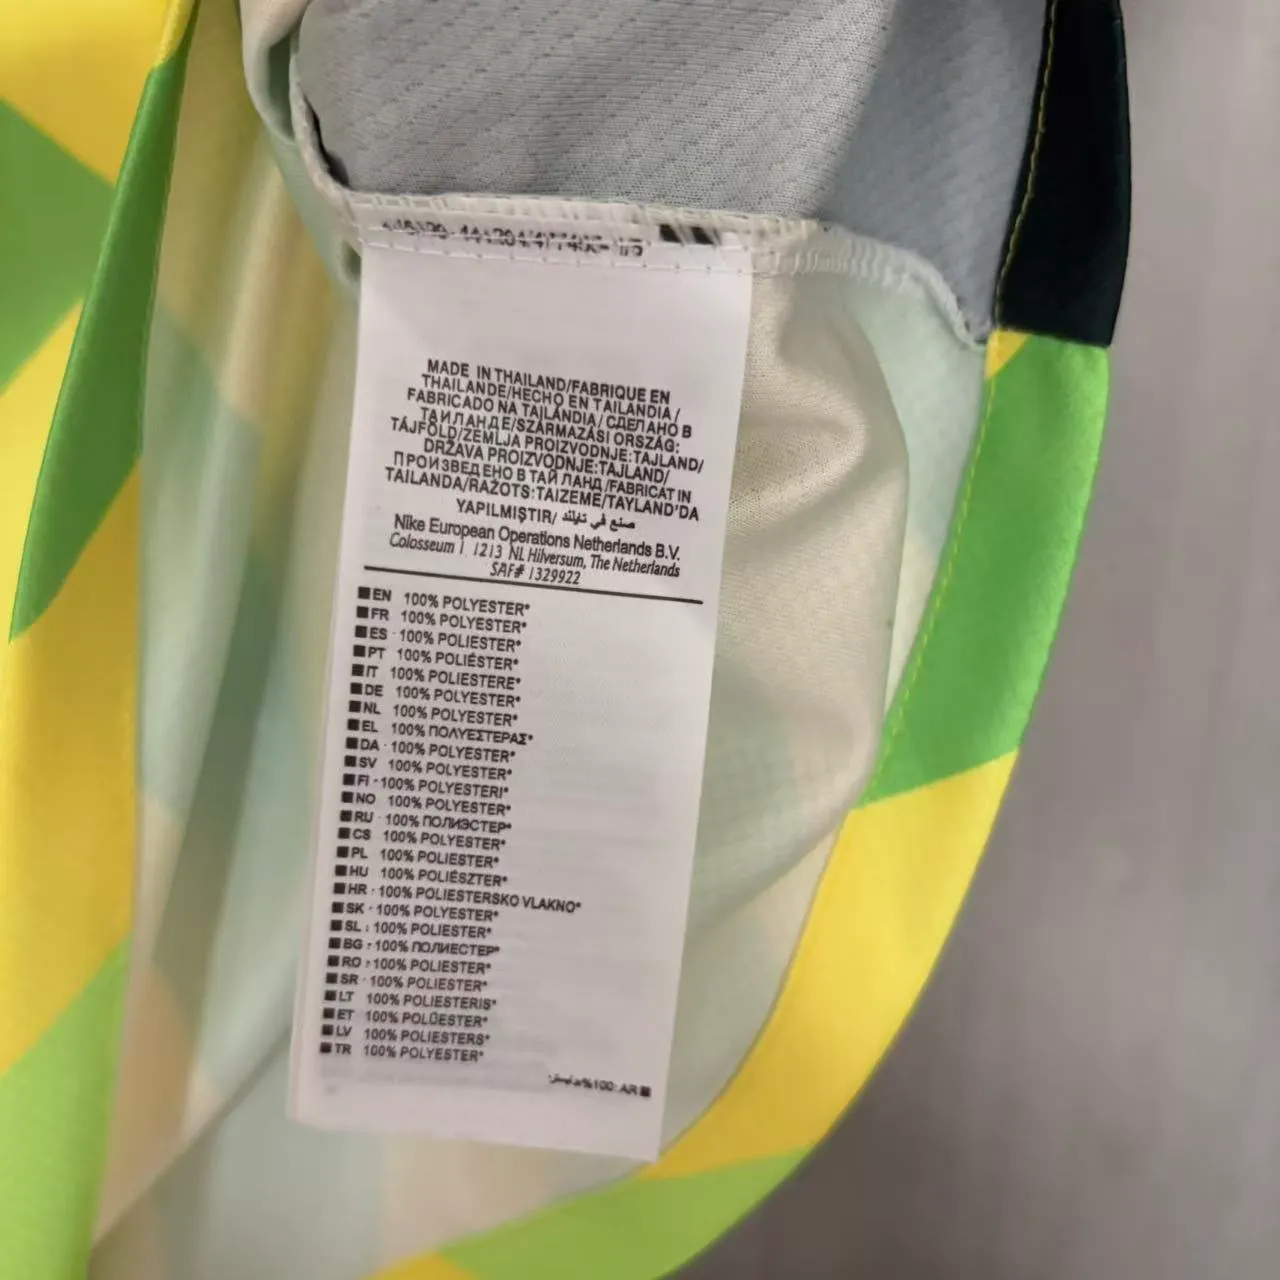 MADE IN THAILAND/FABRIQUE EN
THAILANDE/HECHO EN TAILANDIA/
FABRICADO NA TAILÂNDIA/ СДЕЛАНО В
ТАИЛАНДЕ/SZÁRMAZÁSI ORSZÁG:
TÁJFÖLD/ZEMLJA PROIZVODNJE:TAJLAND/
DRŽAVA PROIZVODNJE:TAJLAND/
ПРОИЗВЕДЕНО В ТАЙЛАНД/FABRICAT IN
TAILANDA/RAŽOTS:TAIZEME/TAYLAND'DA
YAPILMIŞTIR/ صنع في تايلند
Nike European Operations Netherlands B.V.
Colosseum 1 1213 NL Hilversum, The Netherlands
SAF# 1329922
EN 100% POLYESTER*
FR 100% POLYESTER*
ES · 100% POLIESTER*
PT 100% POLIÉSTER*
IT 100% POLIESTERE*
DE 100% POLYESTER*
NL 100% POLYESTER*
EL 100% ΠΟΛΥΕΣΤΕΡΑΣ*
DA · 100% POLYESTER*
SV 100% POLYESTER*
FI - 100% POLYESTERI*
NO 100% POLYESTER*
RU · 100% ПОЛИЭСТЕР*
CS 100% POLYESTER*
PL 100% POLIESTER*
HU 100% POLIÉSZTER*
HR · 100% POLIESTERSKO VLAKNO*
SK · 100% POLYESTER*
SL : 100% POLIESTER*
BG - 100% ПОЛИЕСТЕР*
RO 100% POLIESTER*
SR · 100% POLIESTER*
LT 100% POLIESTERIS*
ET 100% POLÜESTER*
LV 100% POLIESTERS*
TR 100% POLYESTER*
%100: AR